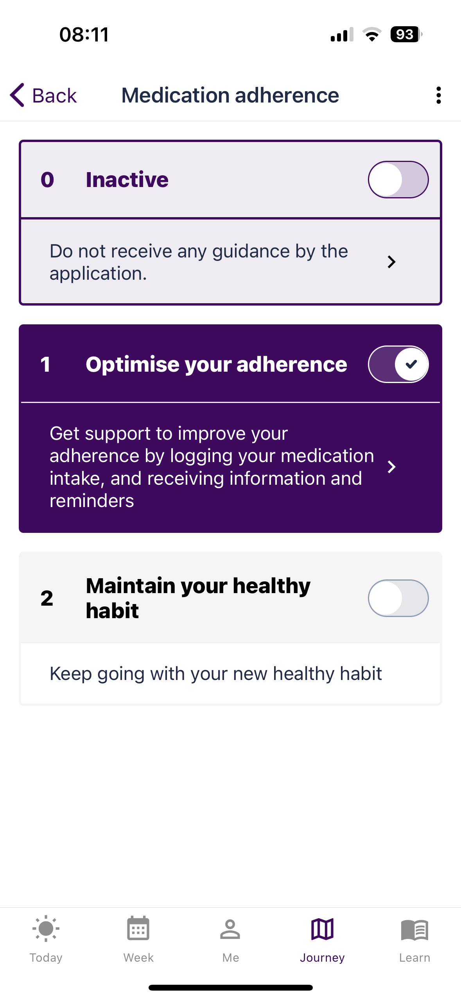 08:11
93
Back
Medication adherence
0 Inactive
Do not receive any guidance by the
application.
1 Optimise your adherence
Get support to improve your
adherence by logging your medication
intake, and receiving information and
reminders
2 Maintain your healthy
habit
Keep going with your new healthy habit
Today Week Me Journey Learn